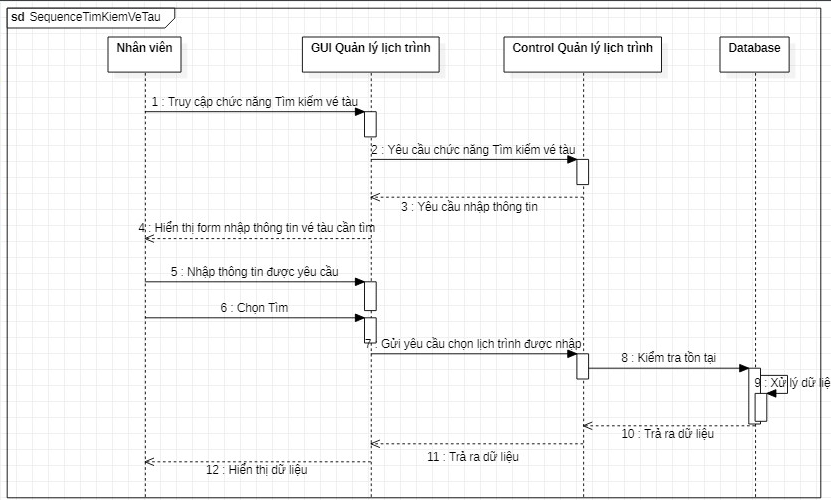 sd SequenceTimKiemVeTau
Nhân viên
GUI Quản lý lịch trình
Control Quản lý lịch trình
Database
1 : Truy cập chức năng Tìm kiếm vé tàu
2 : Yêu cầu chức năng Tìm kiếm vé tàu
3 : Yêu cầu nhập thông tin
4 : Hiển thị form nhập thông tin vé tàu cần tìm
5 : Nhập thông tin được yêu cầu
6 : Chọn Tìm
7 : Gửi yêu cầu chọn lịch trình được nhập
8 : Kiểm tra tồn tại
9 : Xử lý dữ liệ
10 : Trả ra dữ liệu
11 : Trả ra dữ liệu
12 : Hiển thị dữ liệu